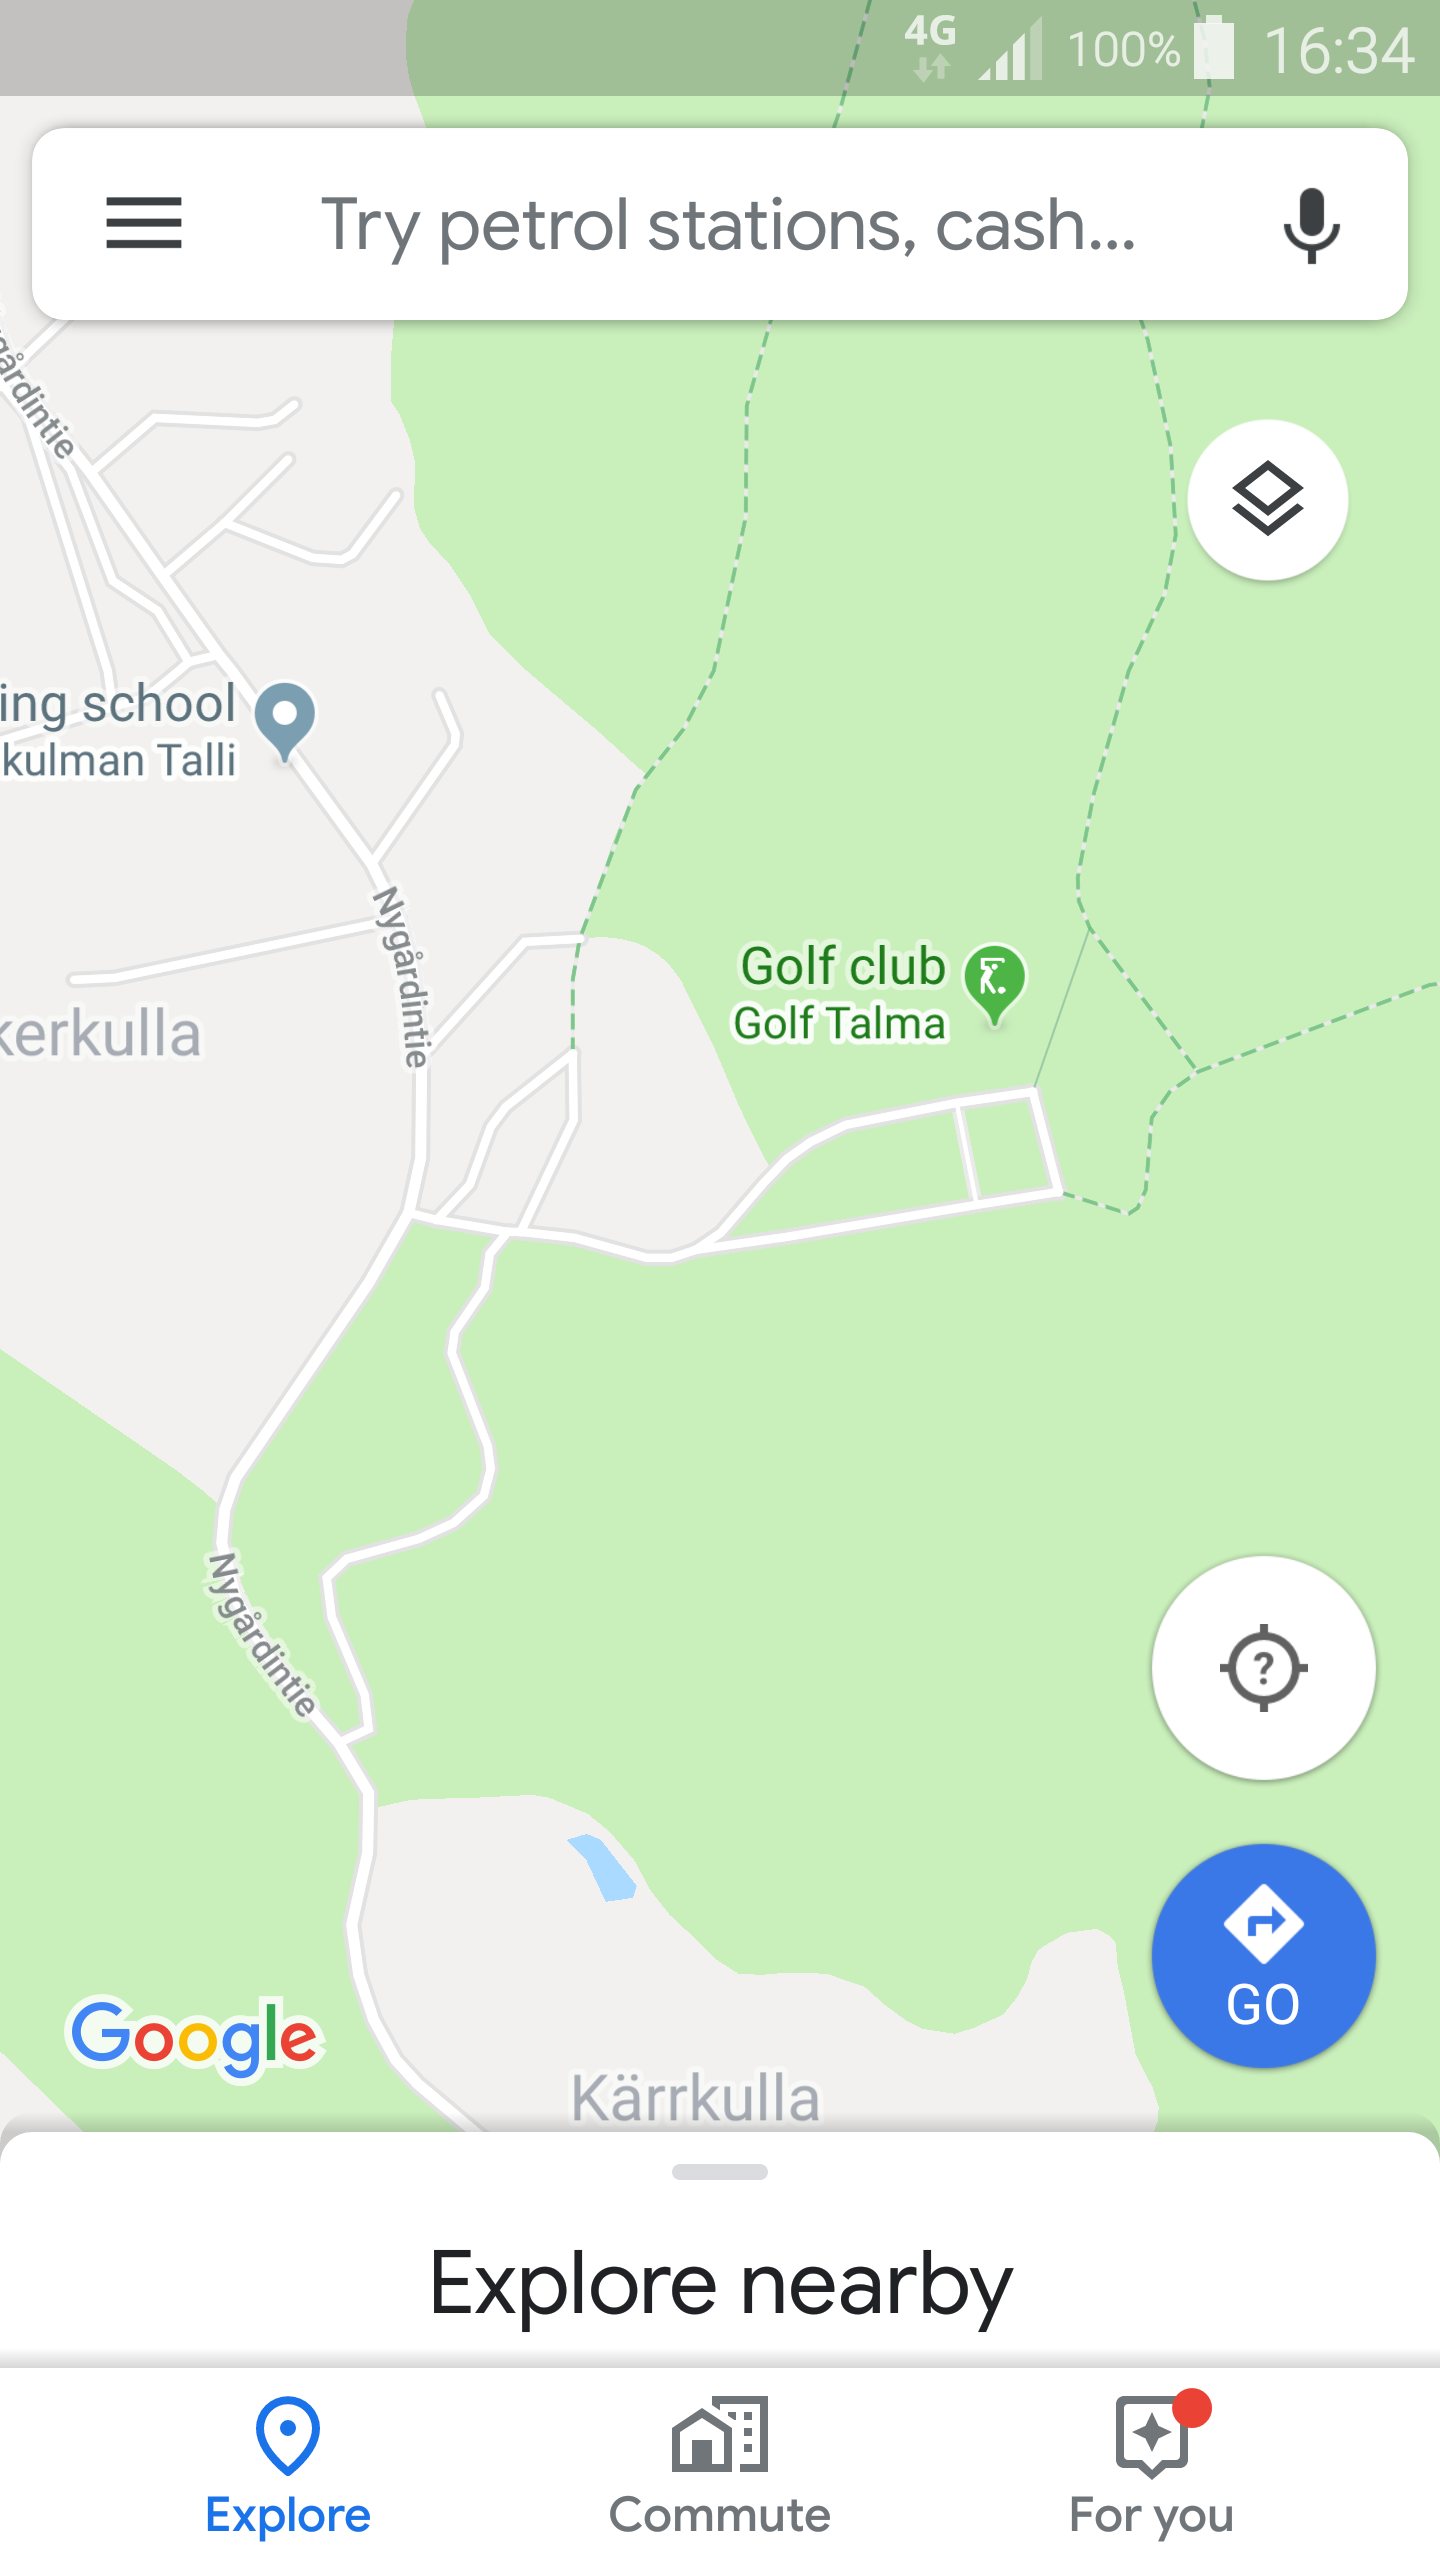 4G 100% 16:34
Try petrol stations, cash...
gårdintie
ing school
kulman Talli
Nygårdintie
Golf club
Golf Talma
kerkulla
Nygårdintie
?
GO
Google
Kärrkulla
Explore nearby
Explore Commute For you